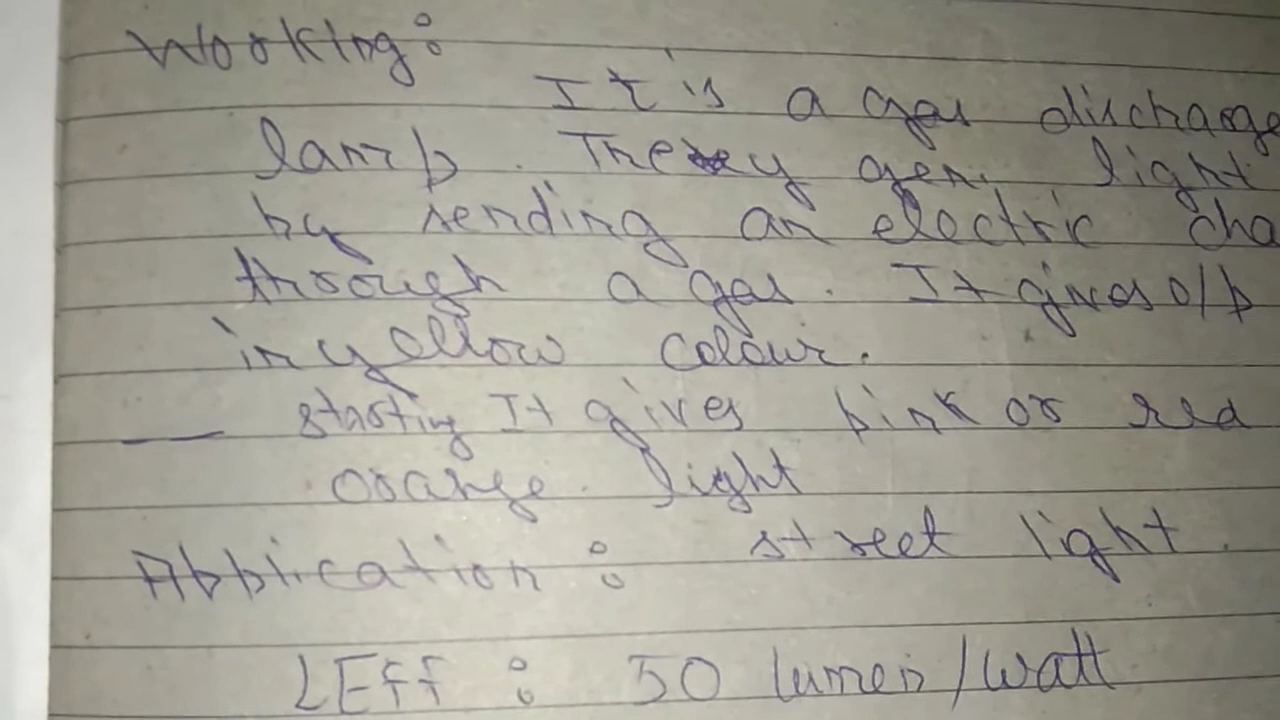 Working:
It is a gas discharge
lamp. They gen. light
by sending an electric cha
through a gas. It gives o/p
in yellow colour.
— starting It gives pink or red
orange light
Application: street light.
LEff: 50 lumen/watt